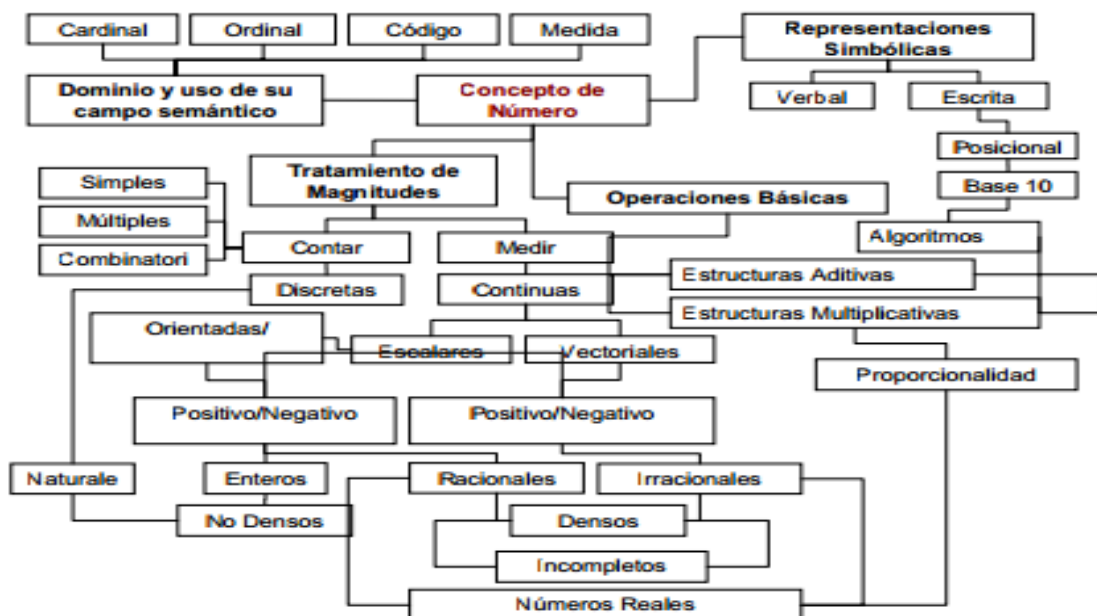 Cardinal
Ordinal
Código
Medida
Representaciones
Simbólicas
Dominio y uso de su
campo semántico
Concepto de
Número
Verbal
Escrita
Posicional
Tratamiento de
Magnitudes
Simples
Operaciones Básicas
Base 10
Múltiples
Contar
Medir
Algoritmos
Combinatori
Estructuras Aditivas
Discretas
Continuas
Estructuras Multiplicativas
Orientadas/
Escalares
Vectoriales
Proporcionalidad
Positivo/Negativo
Positivo/Negativo
Naturale
Enteros
Racionales
Irracionales
No Densos
Densos
Incompletos
Números Reales